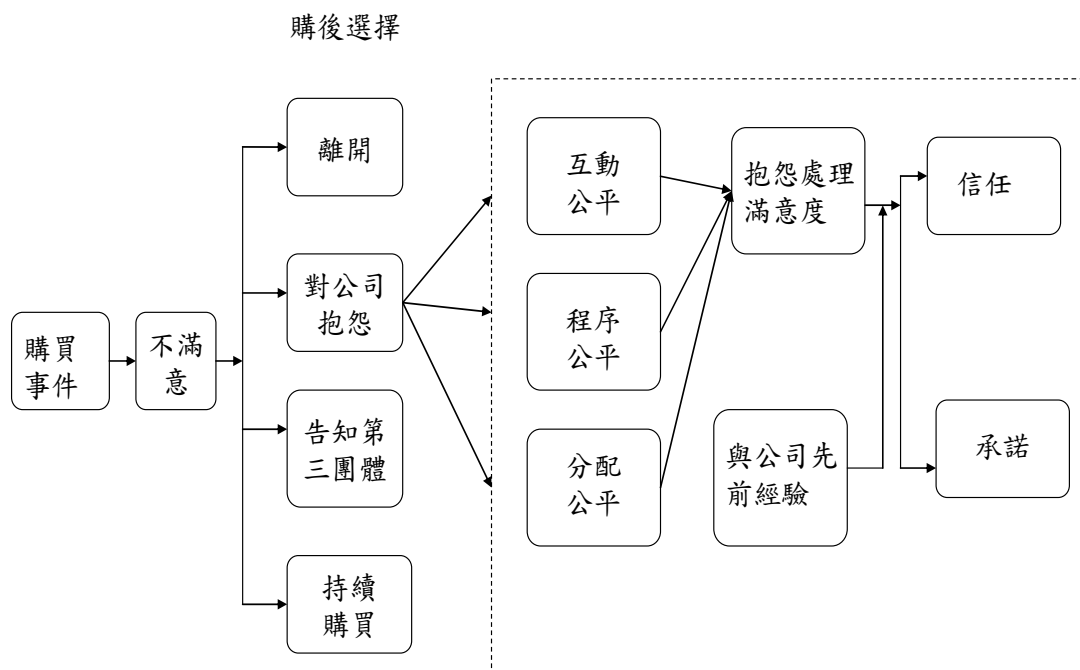 購後選擇
離開
對公司
抱怨
告知第
三團體
持續
購買
購買
事件
不滿
意
互動
公平
程序
公平
分配
公平
抱怨處理
滿意度
與公司先
前經驗
信任
承諾